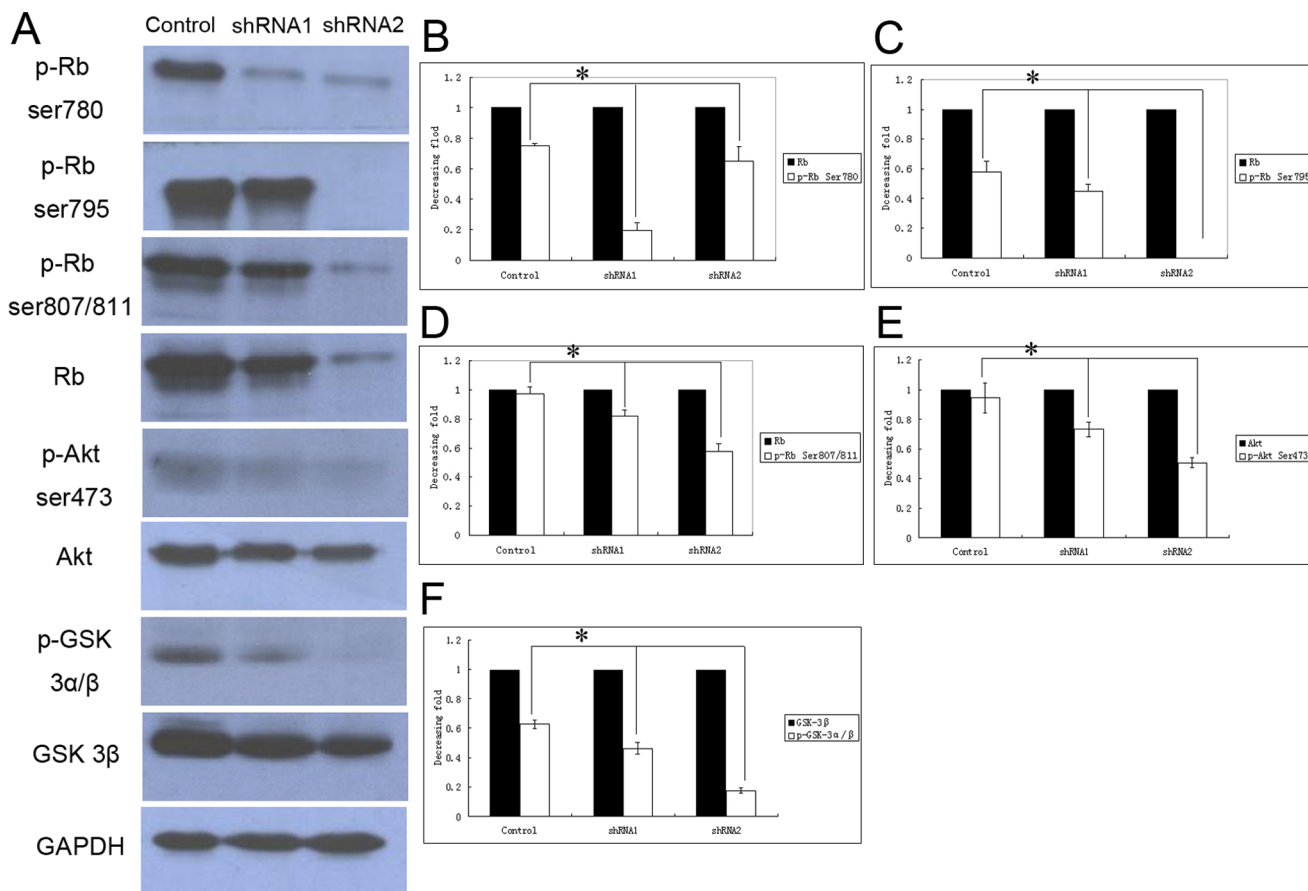 A
Control shRNA1 shRNA2
p-Rb
ser780
p-Rb
ser795
p-Rb
ser807/811
Rb
p-Akt
ser473
Akt
p-GSK
3α/β
GSK 3β
GAPDH
B
*
Decreasing flod
1.2
1
0.8
0.6
0.4
0.2
0
Control shRNA1 shRNA2
Rb
p-Rb Ser780
C
*
Dcereasing fold
1.2
1
0.8
0.6
0.4
0.2
0
Control shRNA1 shRNA2
Rb
p-Rb Ser795
D
*
Decreasing fold
1.2
1
0.8
0.6
0.4
0.2
0
Control shRNA1 shRNA2
Rb
p-Rb Ser807/811
E
*
Decreasing fold
1.2
1
0.8
0.6
0.4
0.2
0
Control shRNA1 shRNA2
Akt
p-Akt Ser473
F
*
Decreasing fold
1.2
1
0.8
0.6
0.4
0.2
0
Control shRNA1 shRNA2
GSK-3β
p-GSK-3α/β